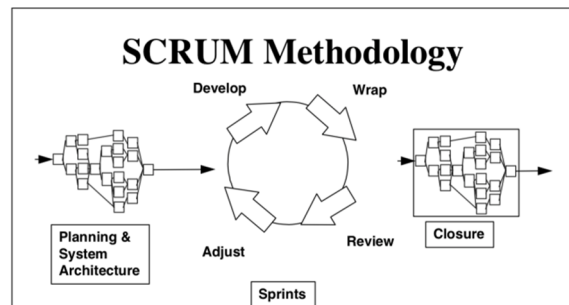 SCRUM Methodology
Develop
Wrap
Planning &
System
Architecture
Adjust
Review
Closure
Sprints